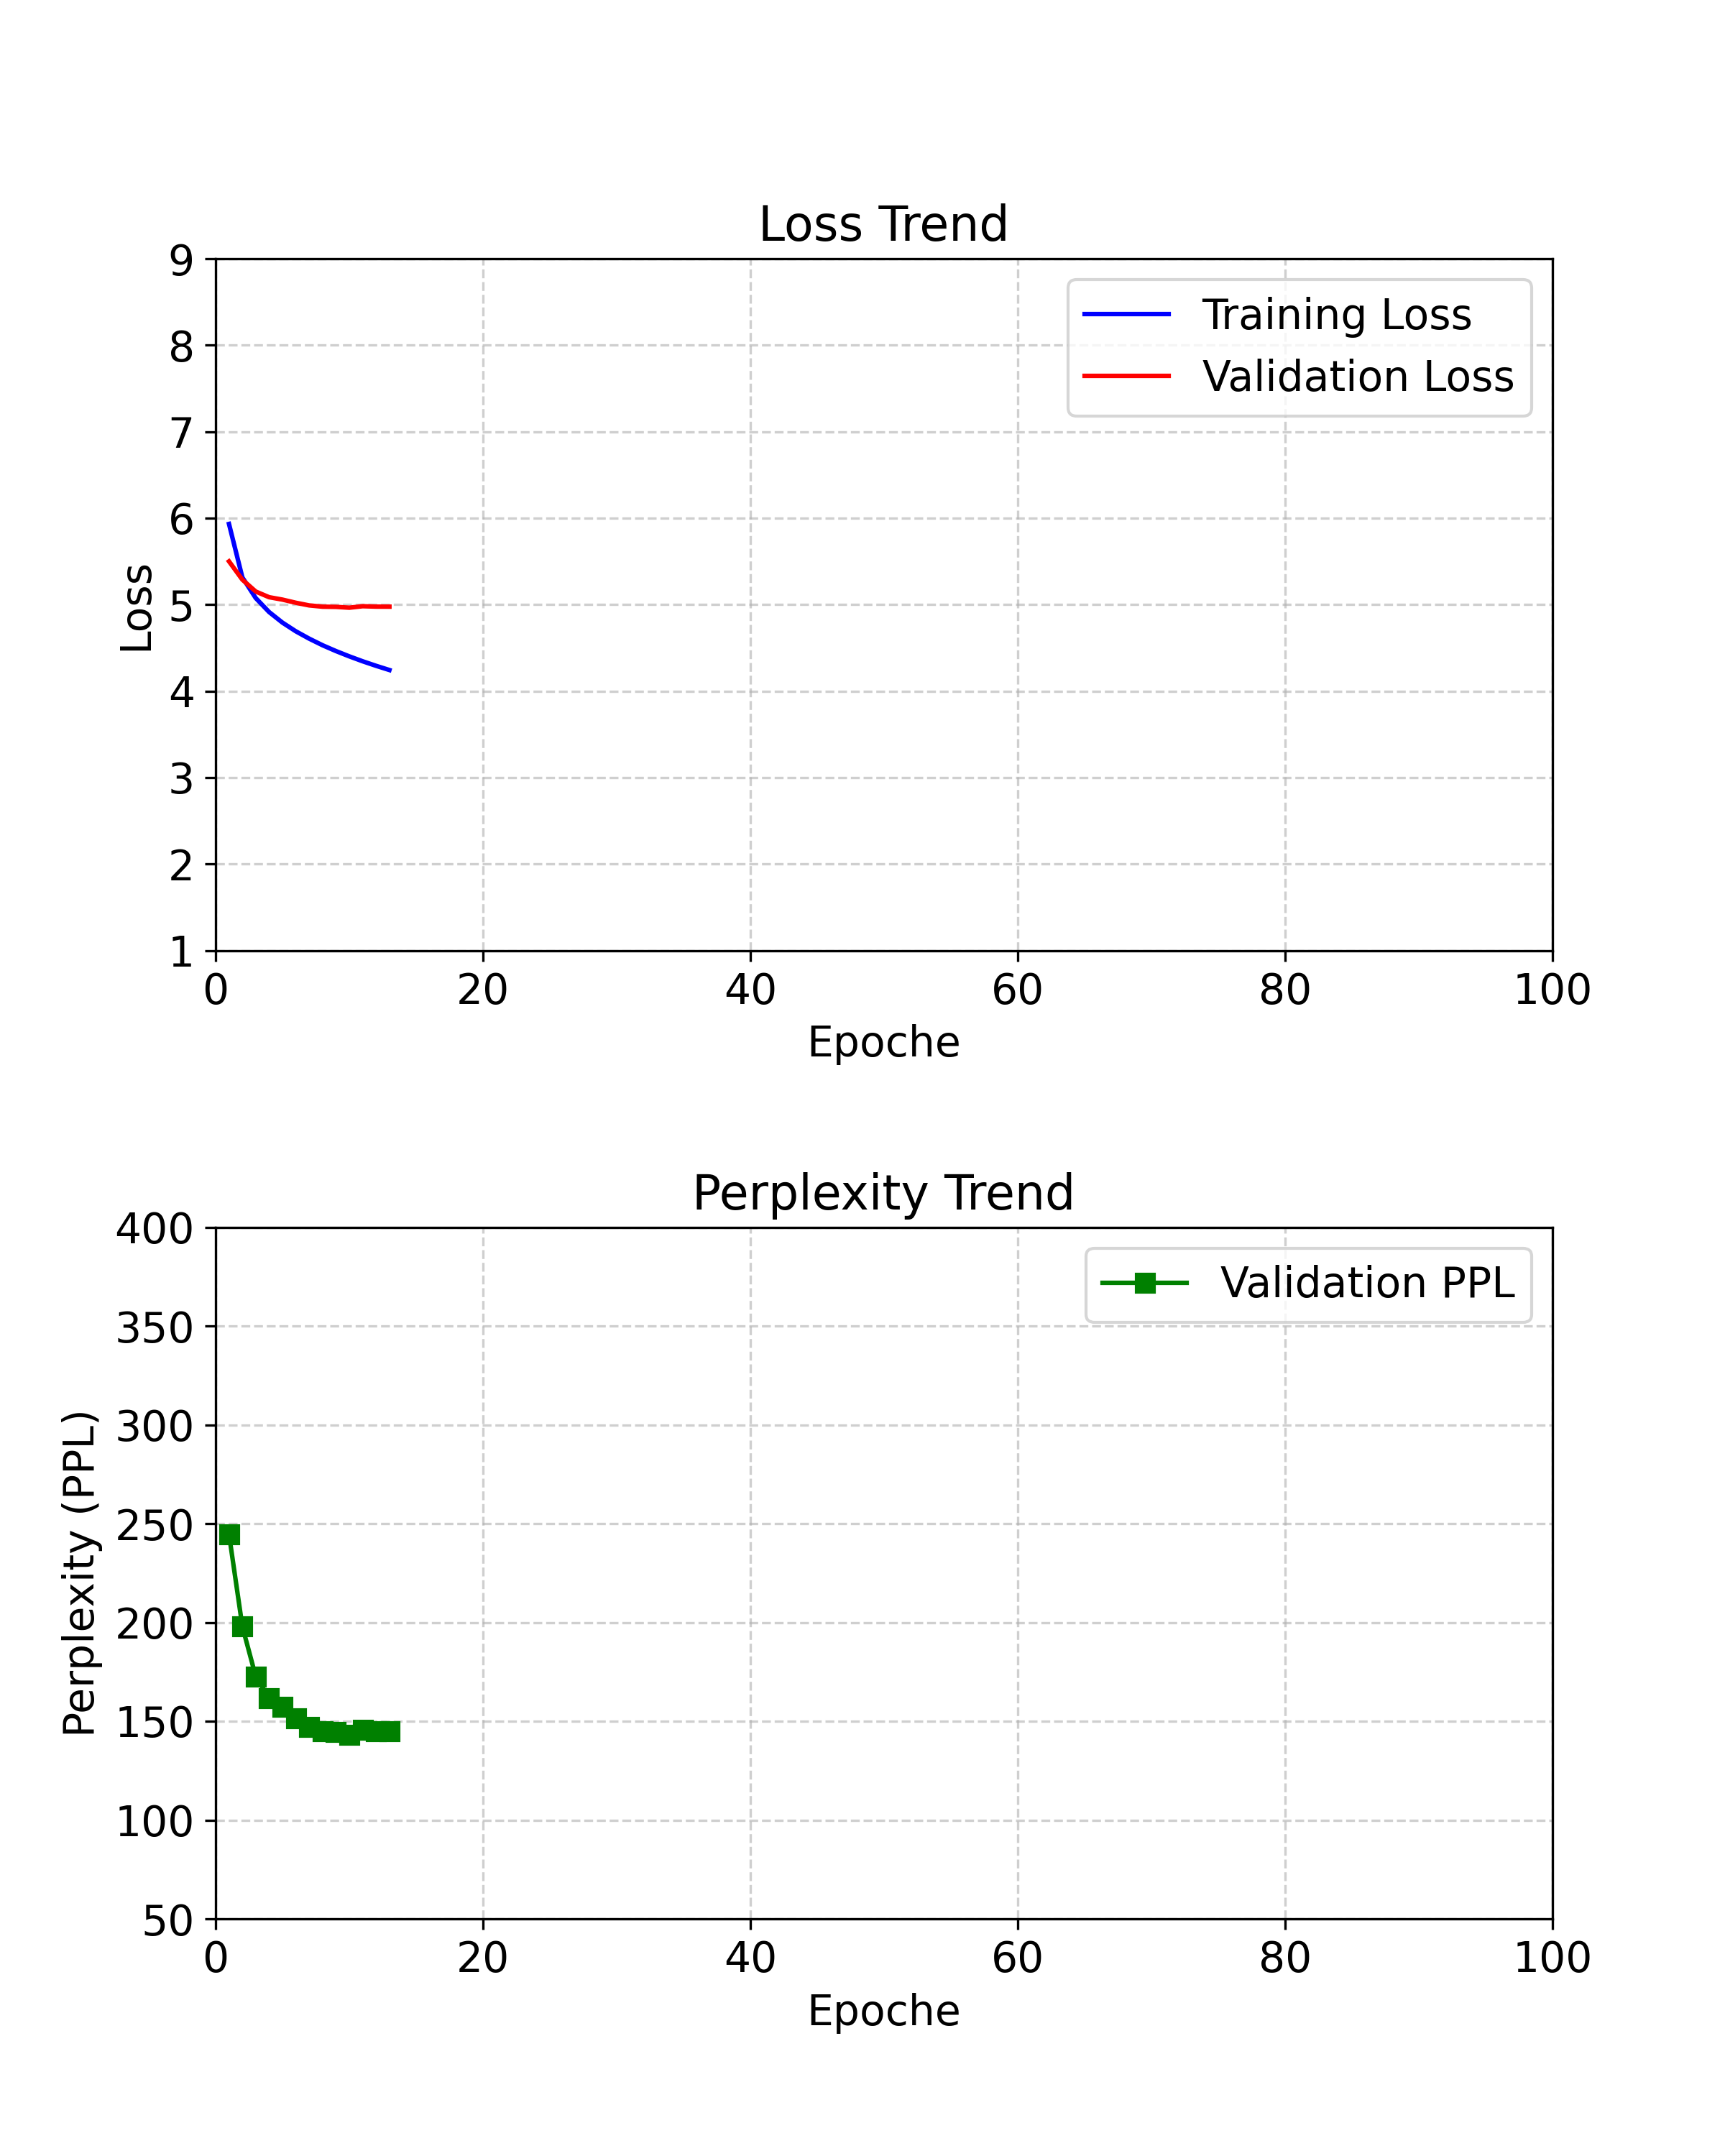 Loss Trend
9
8
7
6
5
4
3
2
1
Loss
Training Loss
Validation Loss
0 20 40 60 80 100
Epoche
Perplexity Trend
400
350
300
250
200
150
100
50
Perplexity (PPL)
Validation PPL
0 20 40 60 80 100
Epoche